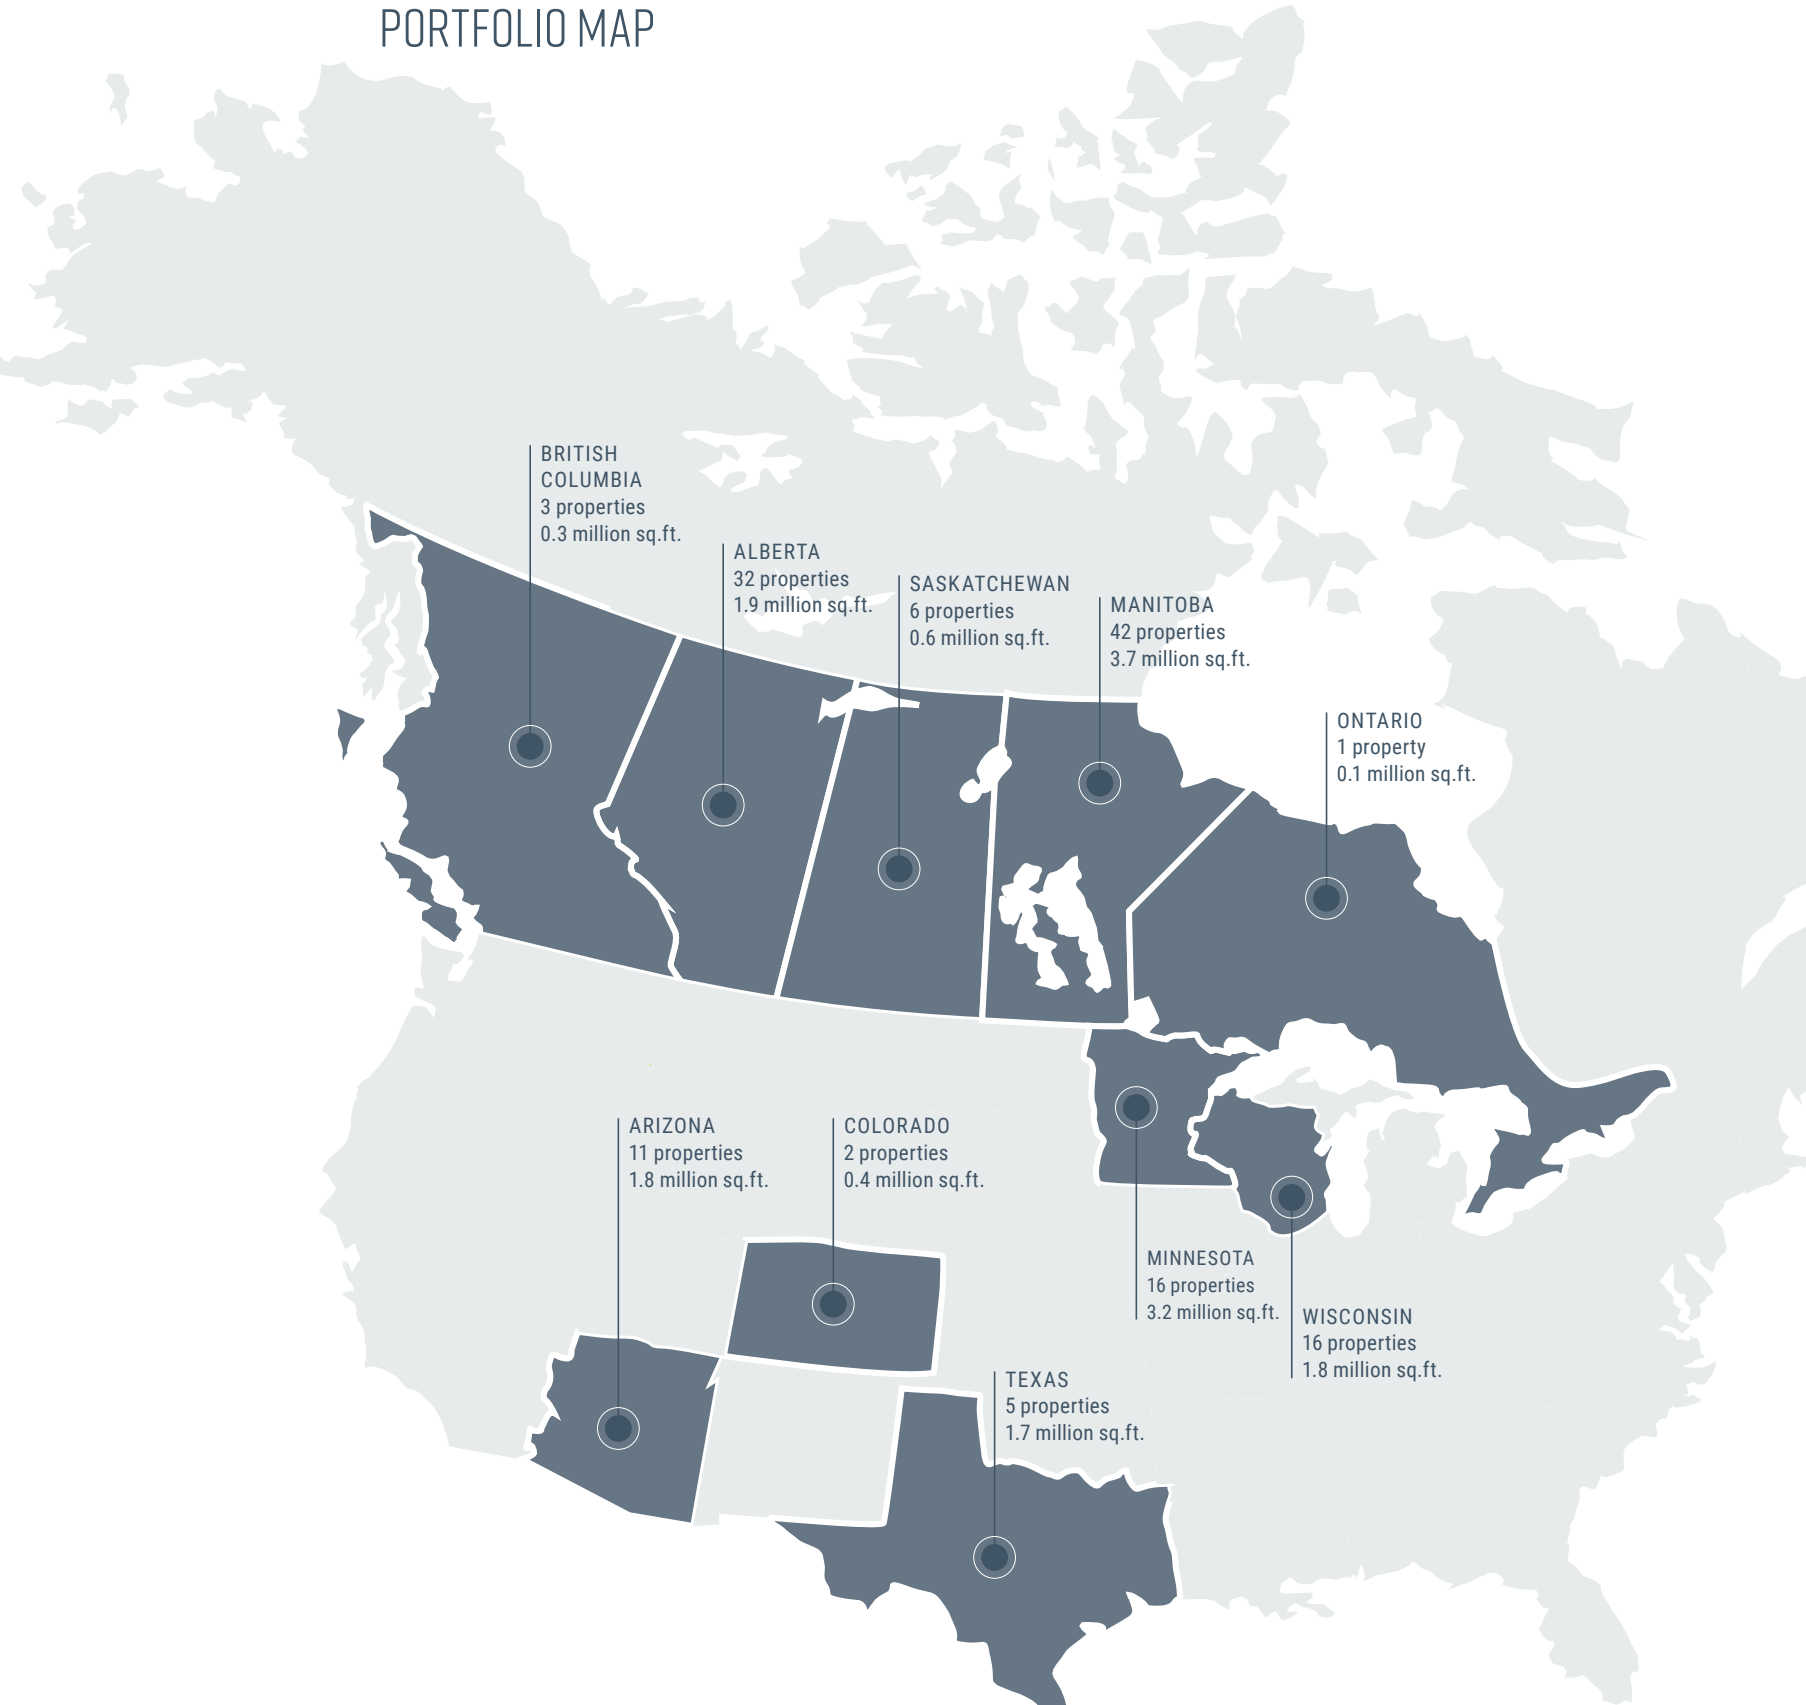 PORTFOLIO MAP
BRITISH
COLUMBIA
3 properties
0.3 million sq.ft.
ALBERTA
32 properties
1.9 million sq.ft.
SASKATCHEWAN
6 properties
0.6 million sq.ft.
MANITOBA
42 properties
3.7 million sq.ft.
ONTARIO
1 property
0.1 million sq.ft.
ARIZONA
11 properties
1.8 million sq.ft.
COLORADO
2 properties
0.4 million sq.ft.
MINNESOTA
16 properties
3.2 million sq.ft.
WISCONSIN
16 properties
1.8 million sq.ft.
TEXAS
5 properties
1.7 million sq.ft.